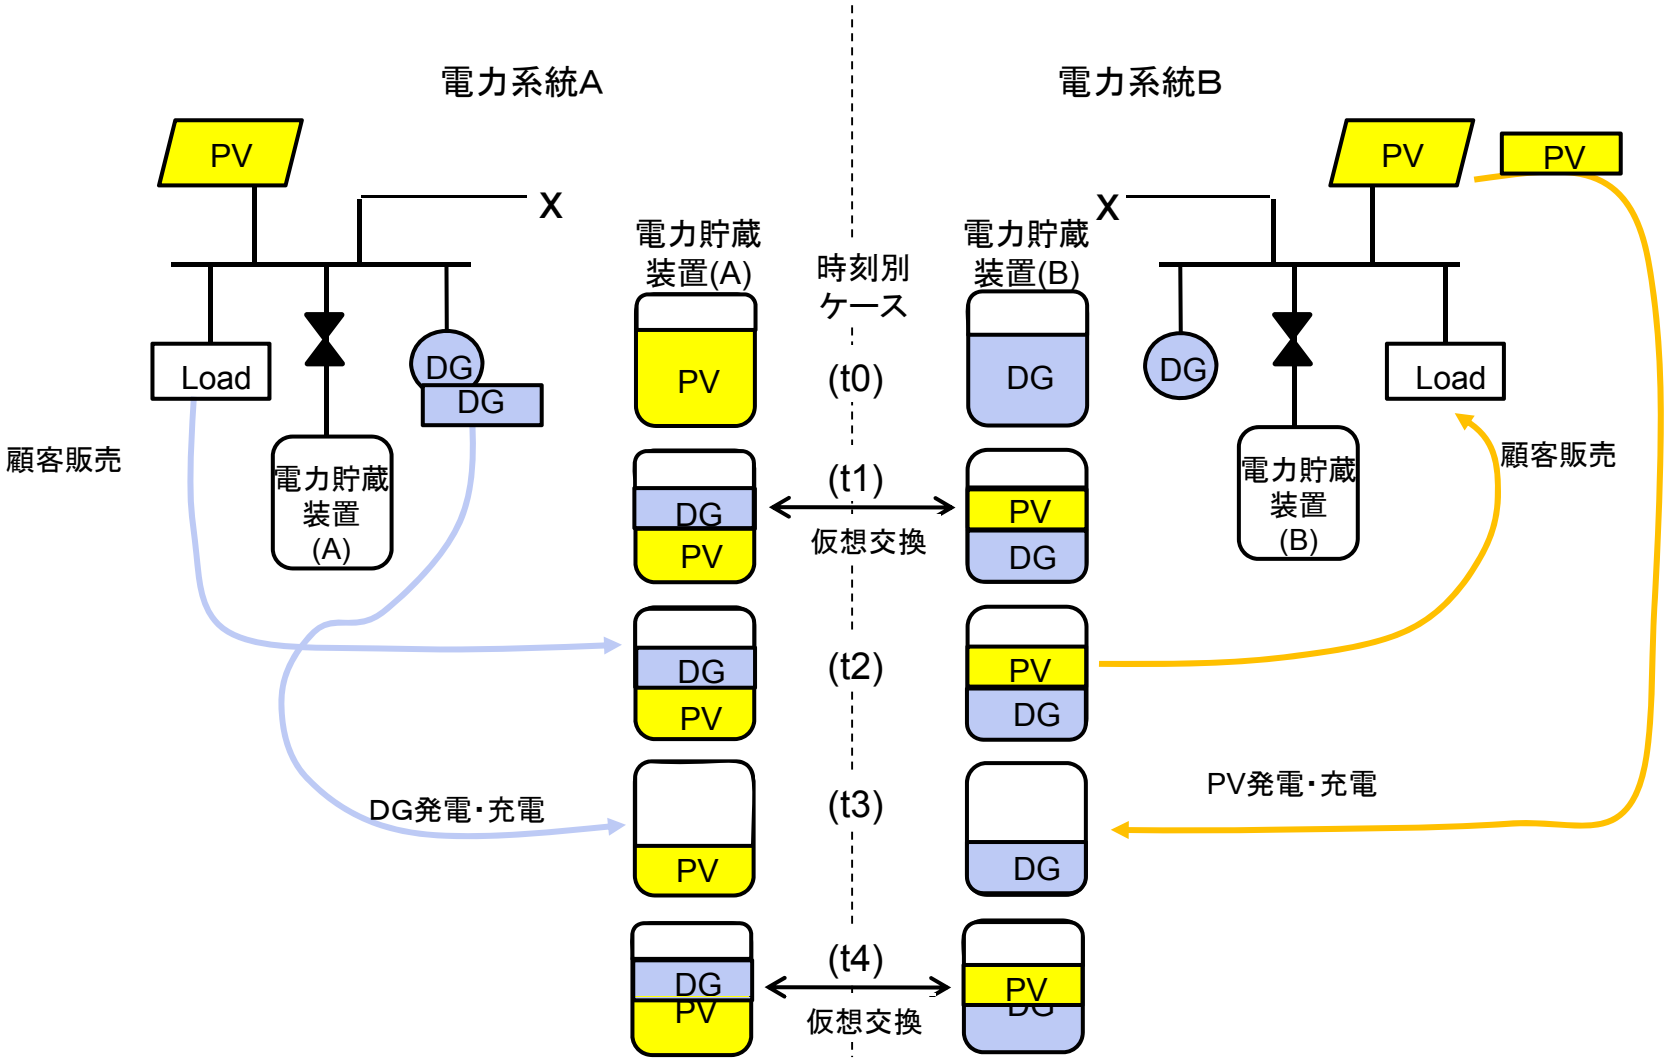 電力系統A
電力系統B
PV
PV
PV
X
X
電力貯蔵
装置(A)
電力貯蔵
装置(B)
時刻別
ケース
Load
DG
DG
PV
(t0)
DG
DG
Load
顧客販売
電力貯蔵
装置
(A)
DG
PV
(t1)
仮想交換
PV
DG
電力貯蔵
装置
(B)
顧客販売
DG
PV
(t2)
PV
DG
DG発電・充電
PV
(t3)
DG
PV発電・充電
DG
PV
(t4)
仮想交換
PV
DG